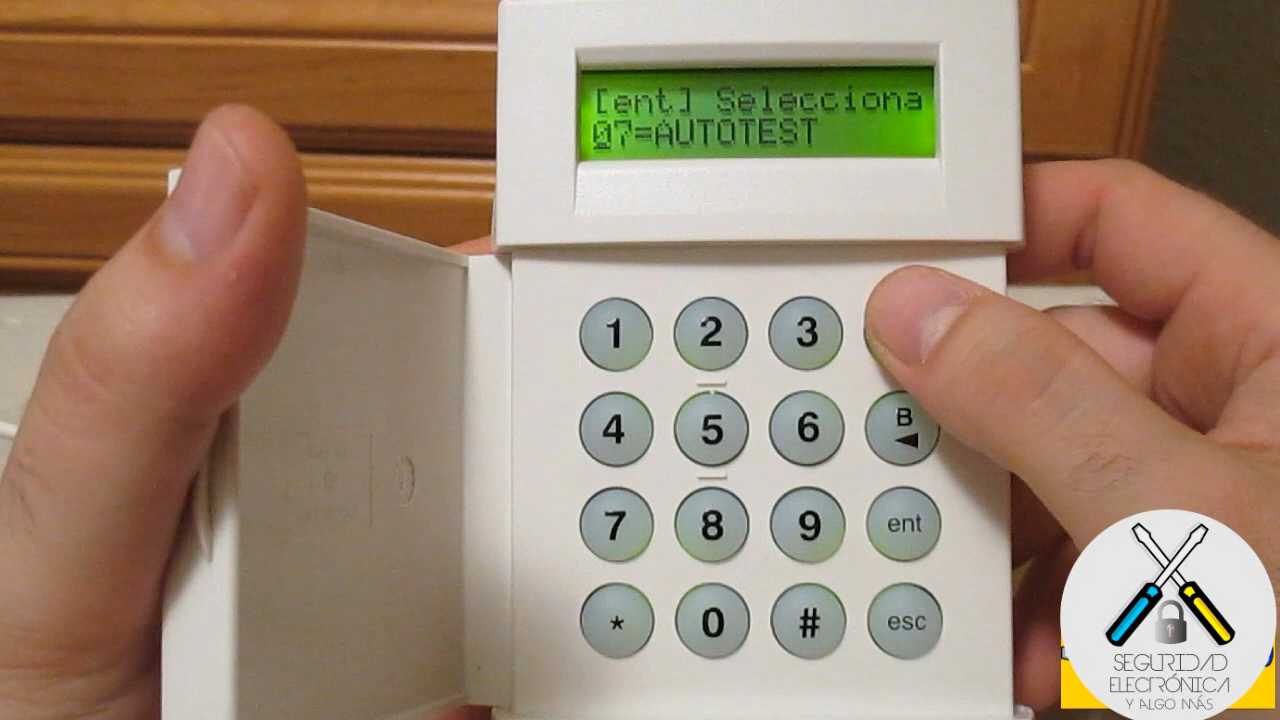 [ent] Selecciona
07=AUTOTEST
1 2 3
4 5 6 B
7 8 9 ent
* 0 # esc
SEGURIDAD
ELECTRÓNICA
Y ALGO MÁS